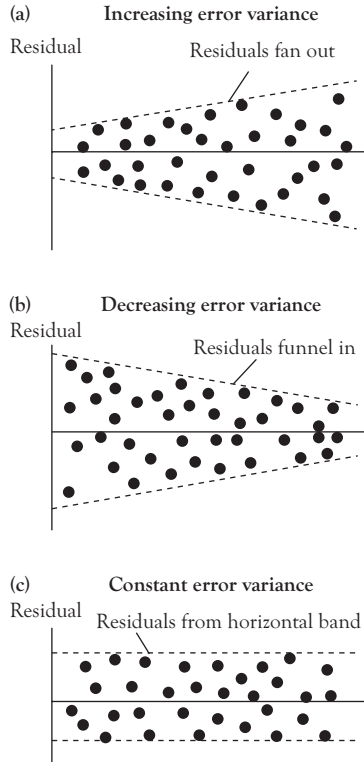 (a) Increasing error variance
Residual
Residuals fan out
(b) Decreasing error variance
Residual
Residuals funnel in
(c) Constant error variance
Residual
Residuals from horizontal band